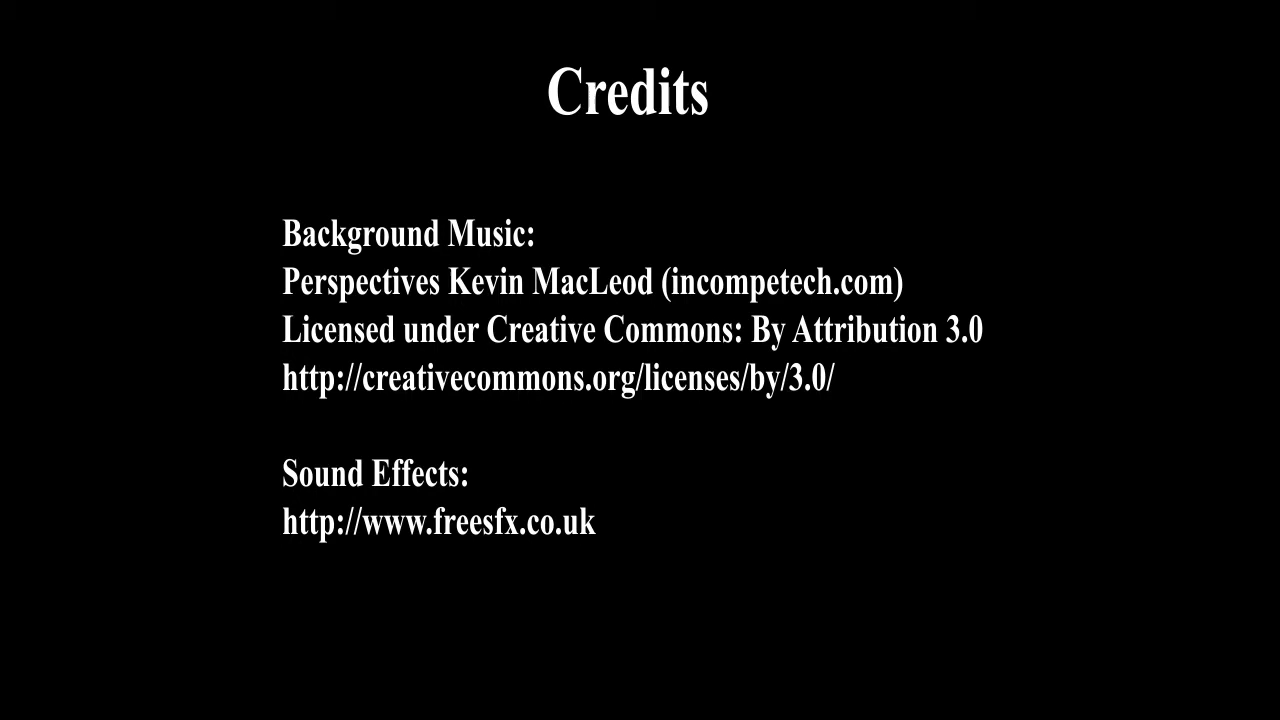 Credits
Background Music:
Perspectives Kevin MacLeod (incompetech.com)
Licensed under Creative Commons: By Attribution 3.0
http://creativecommons.org/licenses/by/3.0/
Sound Effects:
http://www.freesfx.co.uk